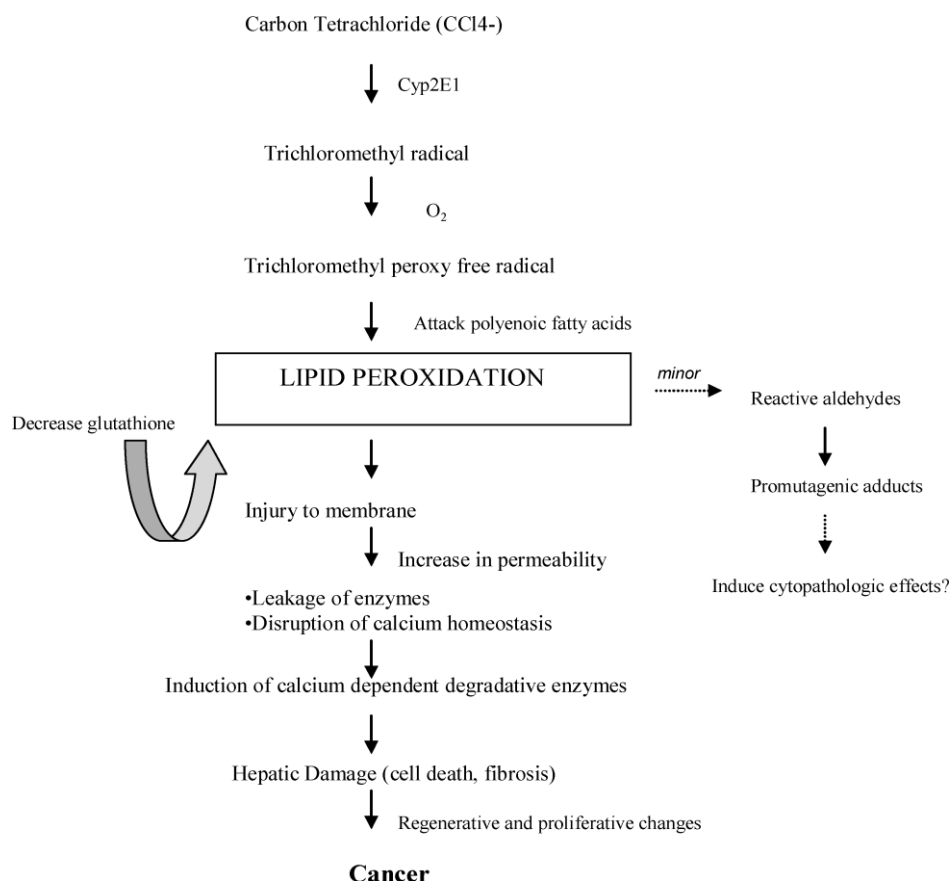 Carbon Tetrachloride (CCl4-)
Cyp2E1
Trichloromethyl radical
O₂
Trichloromethyl peroxy free radical
Attack polyenoic fatty acids
LIPID PEROXIDATION
minor
Reactive aldehydes
Decrease glutathione
Promutagenic adducts
Injury to membrane
Increase in permeability
Induce cytopathologic effects?
•Leakage of enzymes
•Disruption of calcium homeostasis
Induction of calcium dependent degradative enzymes
Hepatic Damage (cell death, fibrosis)
Regenerative and proliferative changes
Cancer